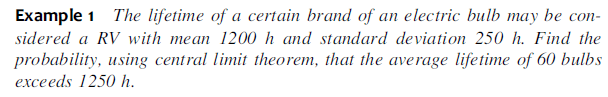 Example 1 The lifetime of a certain brand of an electric bulb may be con-
sidered a RV with mean 1200 h and standard deviation 250 h. Find the
probability, using central limit theorem, that the average lifetime of 60 bulbs
exceeds 1250 h.